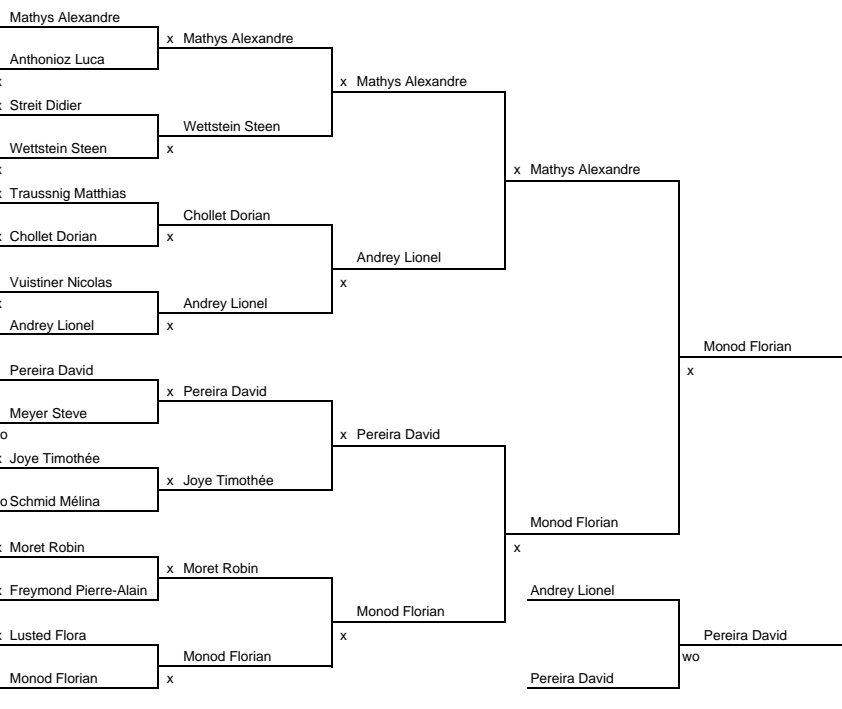 Mathys Alexandre
x Mathys Alexandre
Anthonioz Luca
x Mathys Alexandre
x Streit Didier
Wettstein Steen
Wettstein Steen
x
x Mathys Alexandre
x Traussnig Matthias
Chollet Dorian
x Chollet Dorian
x
Andrey Lionel
Vuistiner Nicolas
x
x
Andrey Lionel
Andrey Lionel
x
Monod Florian
x
Pereira David
x Pereira David
Meyer Steve
o
x Pereira David
x Joye Timothée
x Joye Timothée
o Schmid Mélina
Monod Florian
x
x Moret Robin
x Moret Robin
x Freymond Pierre-Alain
Andrey Lionel
Monod Florian
x Lusted Flora
x
Pereira David
wo
Monod Florian
Monod Florian
x
Pereira David